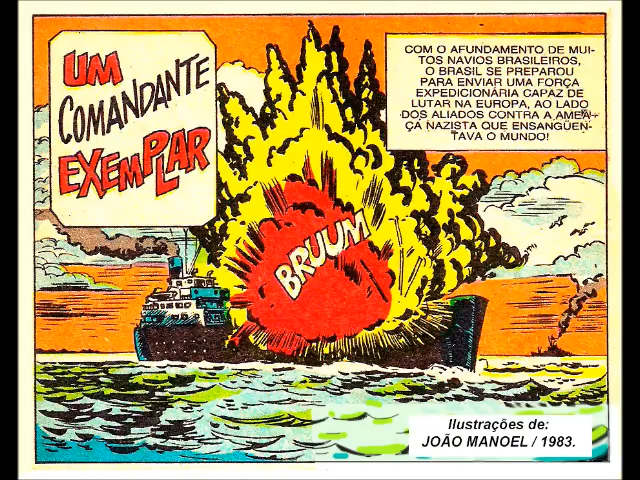 UM
COMANDANTE
EXEMPLAR
COM O AFUNDAMENTO DE MUI-
TOS NAVIOS BRASILEIROS,
O BRASIL SE PREPAROU
PARA ENVIAR UMA FORÇA
EXPEDICIONÁRIA CAPAZ DE
LUTAR NA EUROPA, AO LADO
DOS ALIADOS CONTRA A AMEA-
ÇA NAZISTA QUE ENSANGÜEN-
TAVA O MUNDO!
BRUUM
Ilustrações de:
JOÃO MANOEL / 1983.